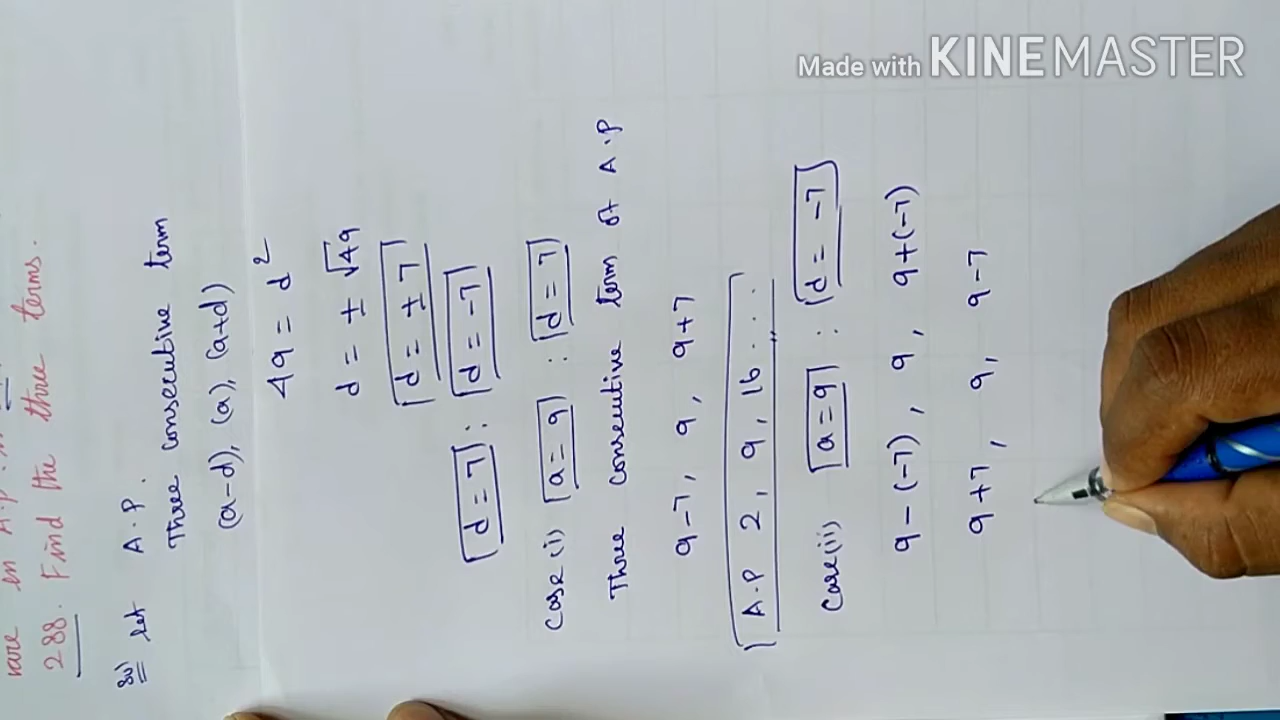 are in A.P.
288. Find the three terms.
Sol) let A.P.
Three consecutive term
(a-d), (a), (a+d)
49 = d²
d = ± √49
d = ± 7
d = 7 : d = -7
Case (i) a = 9 : d = 7
Three consecutive term of A.P
9-7, 9, 9+7
A.P 2, 9, 16...
Case (ii) a = 9 : d = -7
9-(-7), 9, 9+(-7)
9+7, 9, 9-7
Made with KINEMASTER